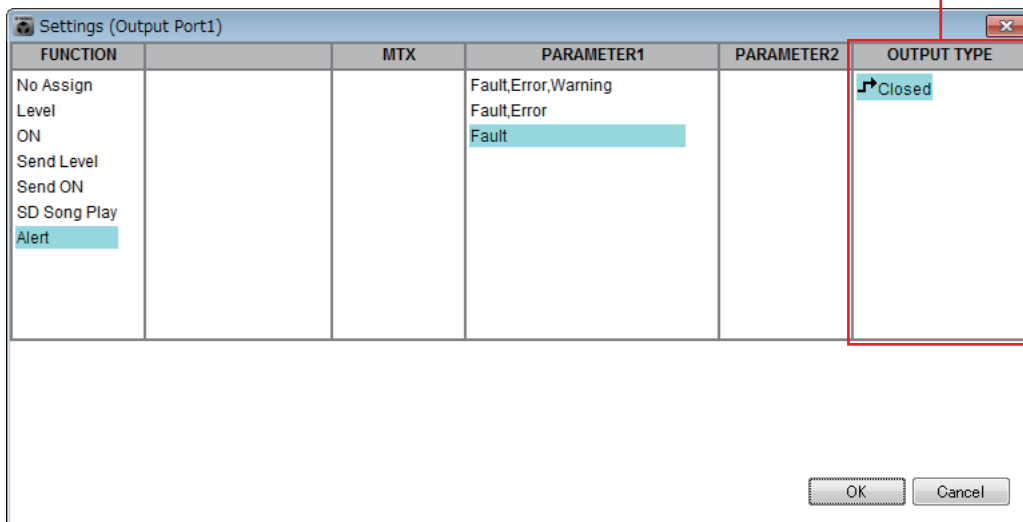 Settings (Output Port1)
FUNCTION MTX PARAMETER1 PARAMETER2 OUTPUT TYPE
No Assign
Level
ON
Send Level
Send ON
SD Song Play
Alert
Fault,Error,Warning
Fault,Error
Fault
Closed
OK Cancel